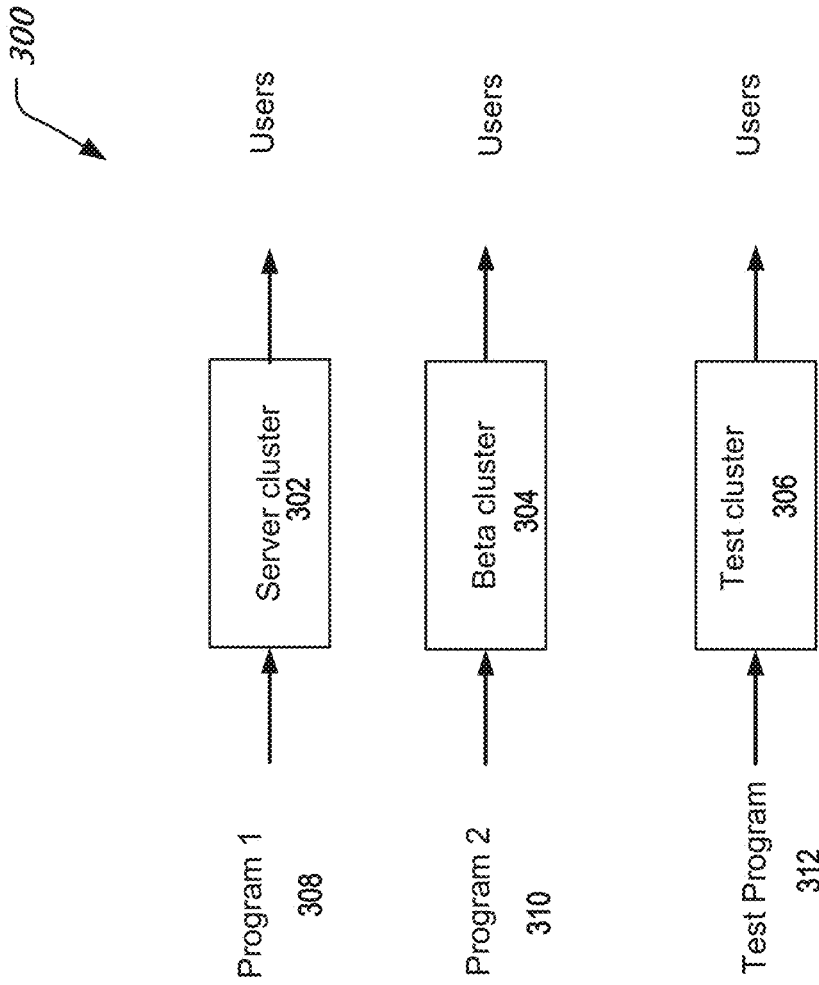 300
Program 1
308
Server cluster
302
Users
Program 2
310
Beta cluster
304
Users
Test Program
312
Test cluster
306
Users